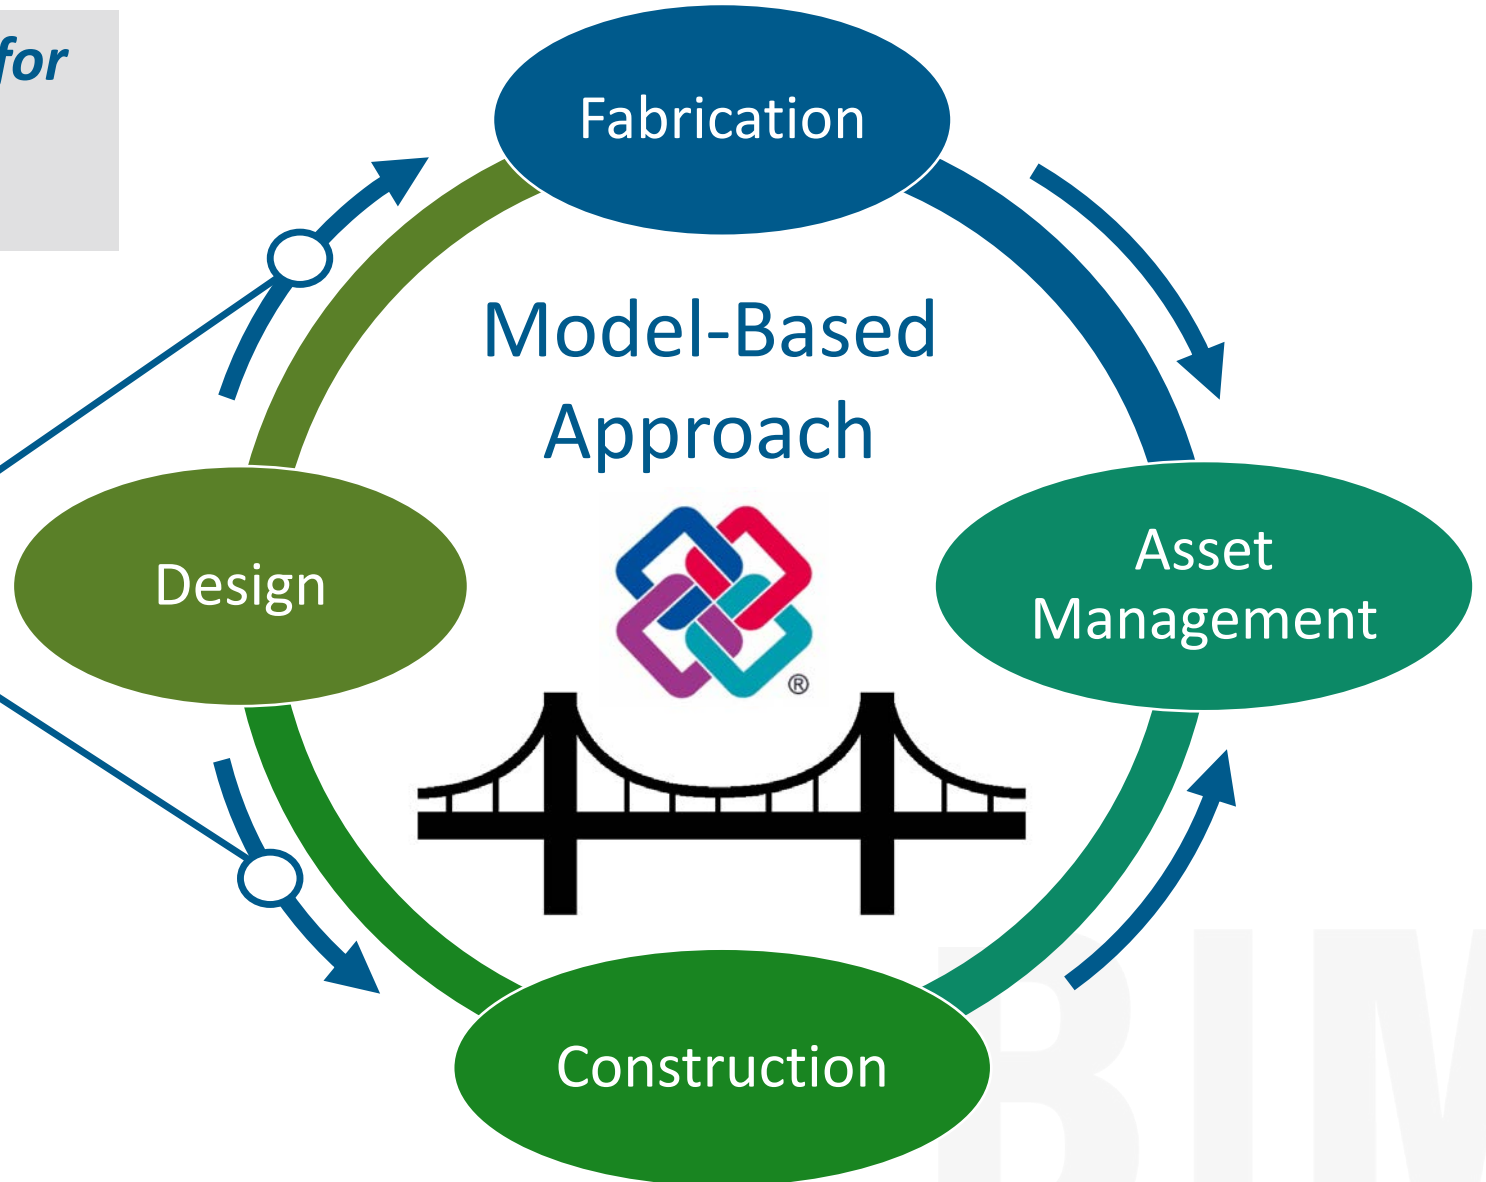 for
Fabrication
Model-Based
Approach
Design
Asset
Management
®
Construction
BIM